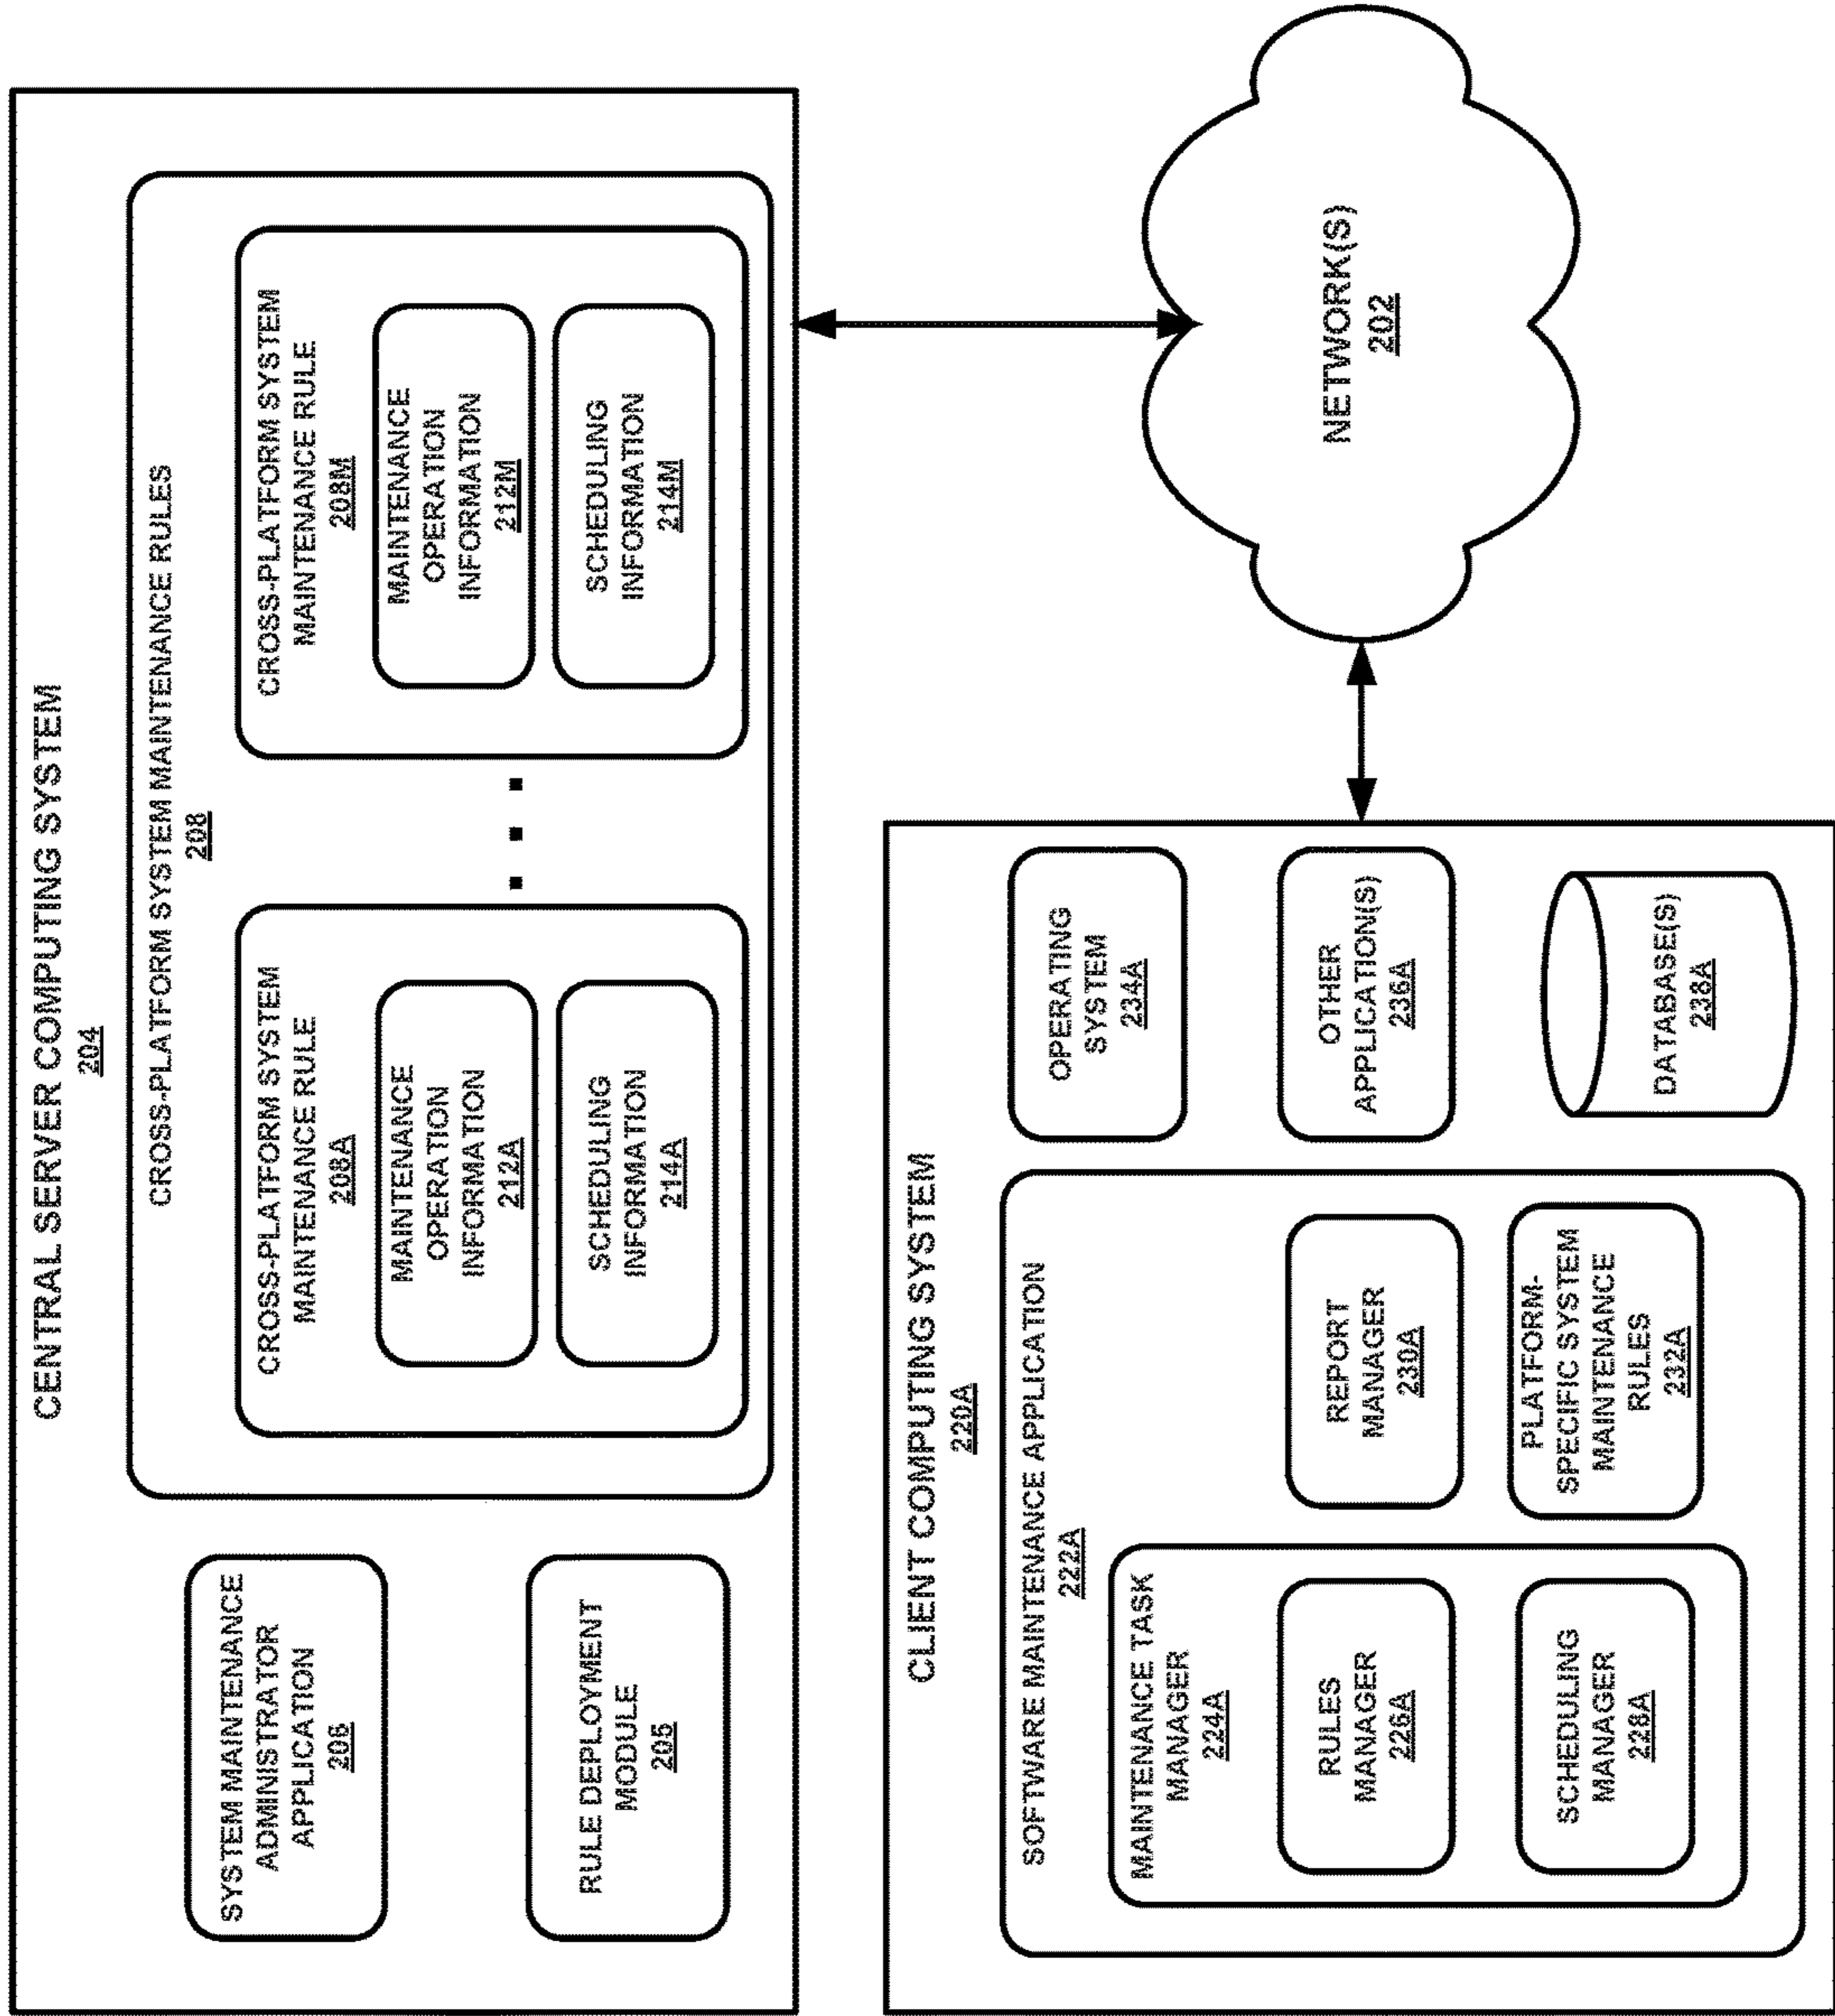 CENTRAL SERVER COMPUTING SYSTEM
204
SYSTEM MAINTENANCE
ADMINISTRATOR
APPLICATION
206
RULE DEPLOYMENT
MODULE
205
CROSS-PLATFORM SYSTEM MAINTENANCE RULES
208
CROSS-PLATFORM SYSTEM
MAINTENANCE RULE
208A
MAINTENANCE
OPERATION
INFORMATION
212A
SCHEDULING
INFORMATION
214A
CROSS-PLATFORM SYSTEM
MAINTENANCE RULE
208M
MAINTENANCE
OPERATION
INFORMATION
212M
SCHEDULING
INFORMATION
214M
CLIENT COMPUTING SYSTEM
220A
SOFTWARE MAINTENANCE APPLICATION
222A
MAINTENANCE TASK
MANAGER
224A
RULES
MANAGER
226A
SCHEDULING
MANAGER
228A
REPORT
MANAGER
230A
PLATFORM-
SPECIFIC SYSTEM
MAINTENANCE
RULES
232A
OPERATING
SYSTEM
234A
OTHER
APPLICATION(S)
236A
DATABASE(S)
238A
NETWORK(S)
202